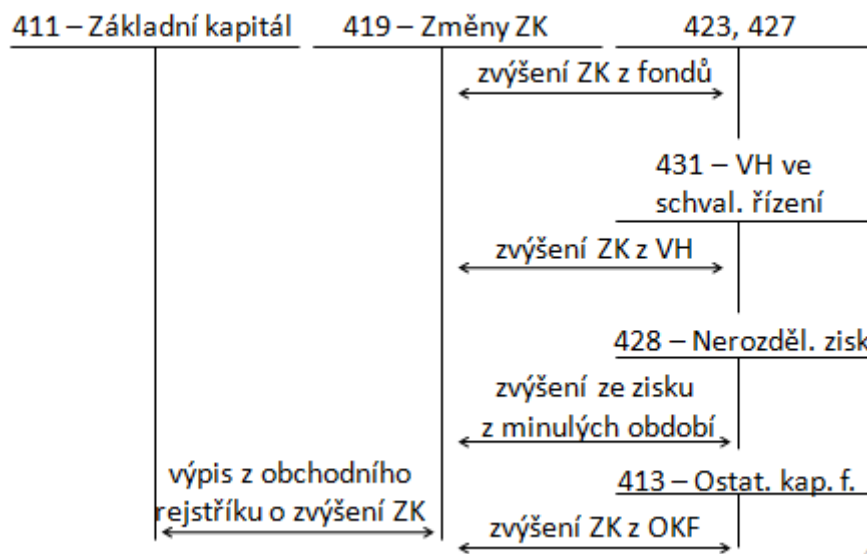 411 – Základní kapitál
419 – Změny ZK
423, 427
zvýšení ZK z fondů
431 – VH ve
schval. řízení
zvýšení ZK z VH
428 – Nerozděl. zisk
zvýšení ze zisku
z minulých období
413 – Ostat. kap. f.
výpis z obchodního
rejstříku o zvýšení ZK
zvýšení ZK z OKF